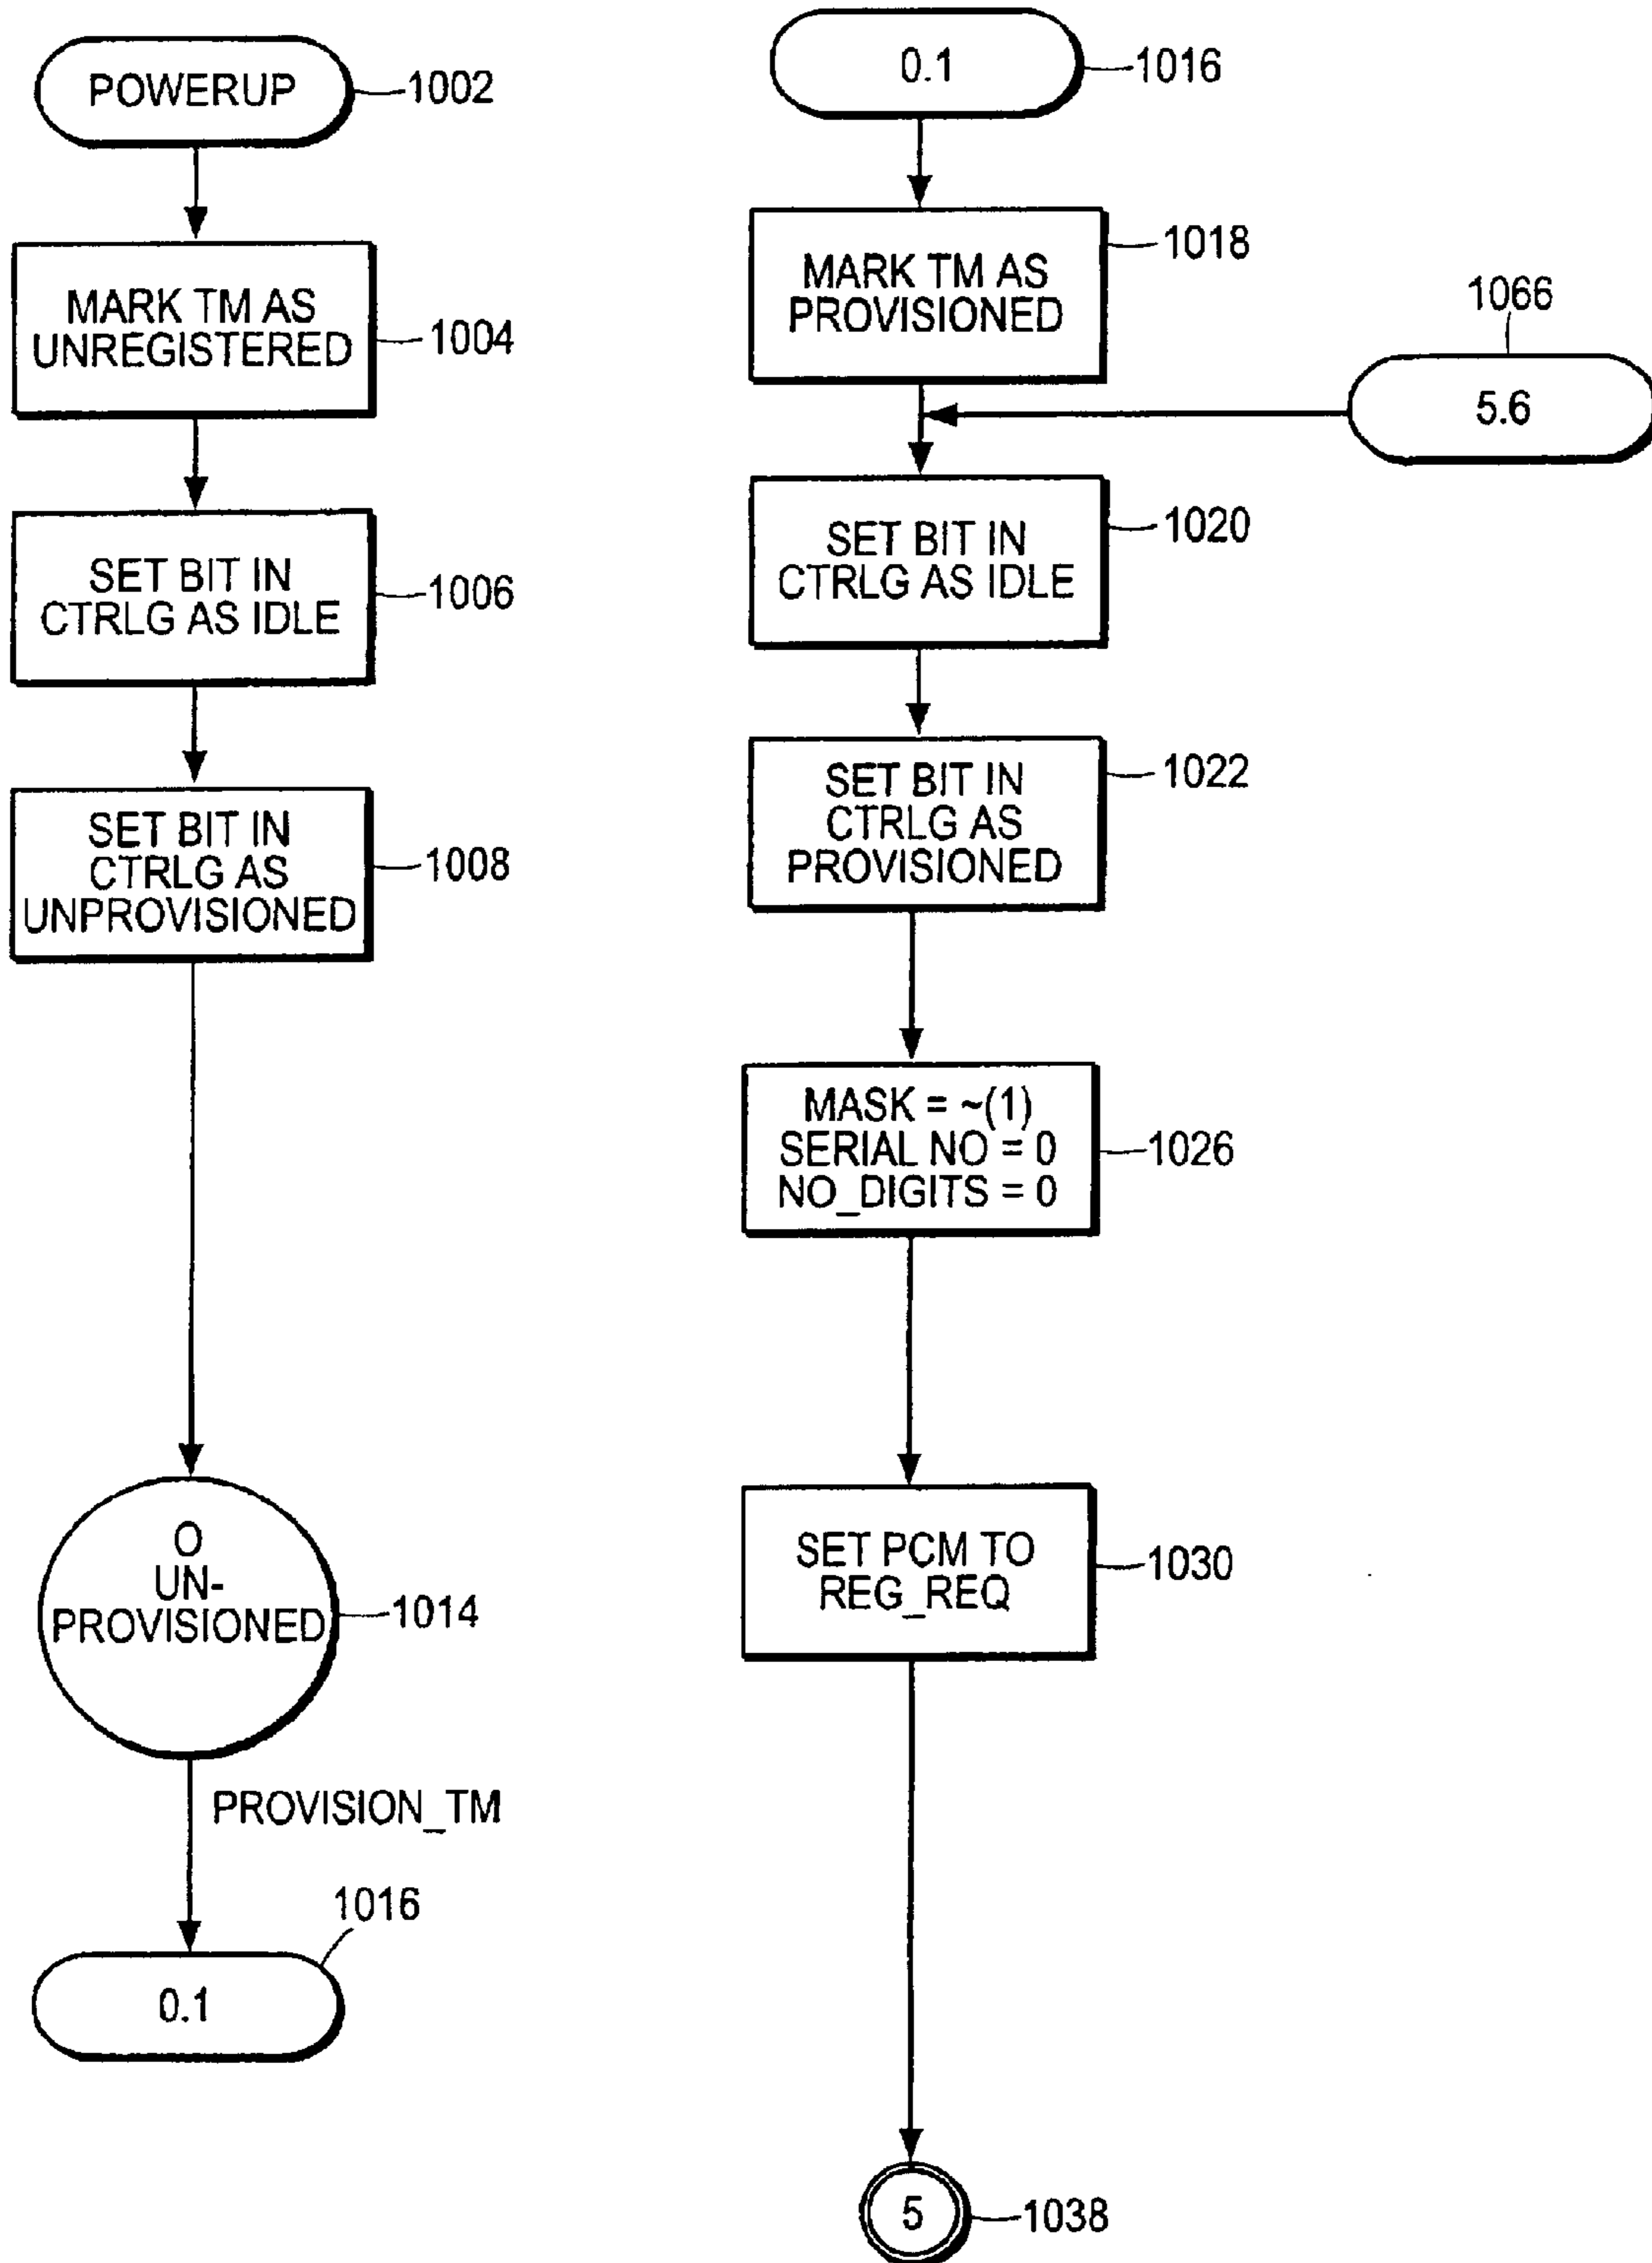 POWERUP
1002
MARK TM AS
UNREGISTERED
1004
SET BIT IN
CTRLG AS IDLE
1006
SET BIT IN
CTRLG AS
UNPROVISIONED
1008
O
UN-
PROVISIONED
1014
PROVISION_TM
1016
0.1
0.1
1016
MARK TM AS
PROVISIONED
1018
1066
5.6
SET BIT IN
CTRLG AS IDLE
1020
SET BIT IN
CTRLG AS
PROVISIONED
1022
MASK = ~(1)
SERIAL NO = 0
NO_DIGITS = 0
1026
SET PCM TO
REG_REQ
1030
5
1038